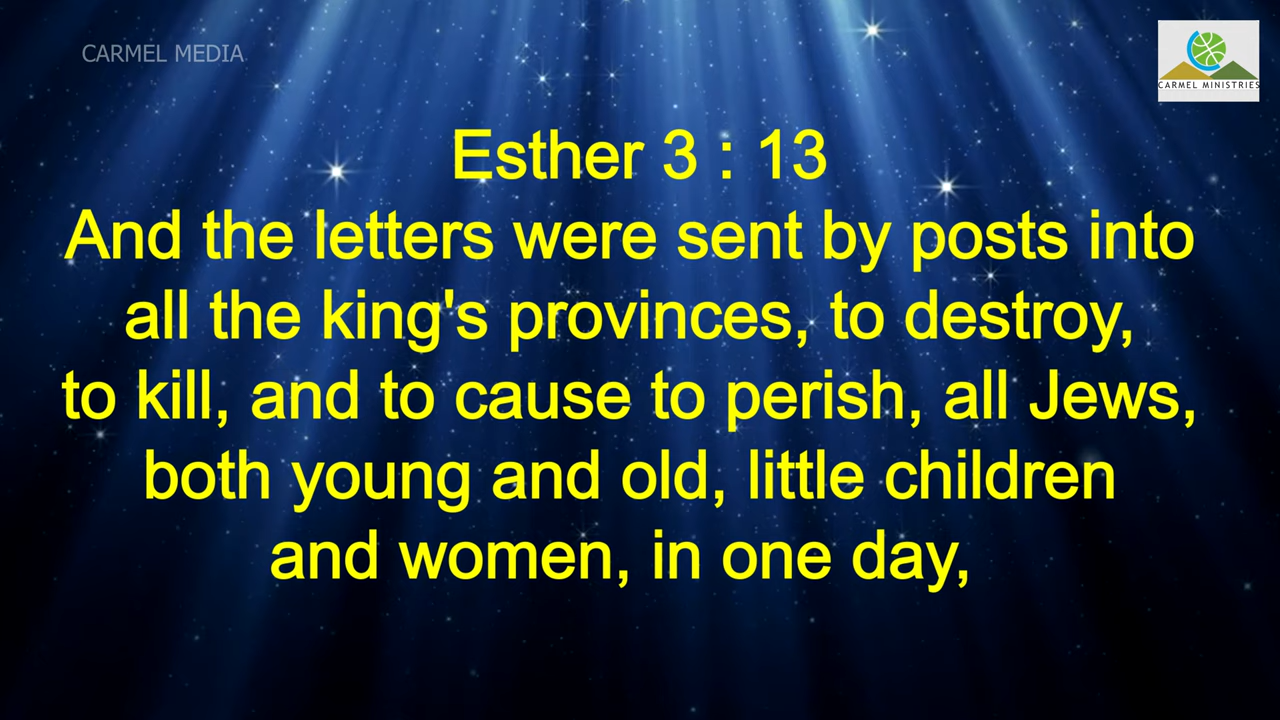 CARMEL MEDIA
CARMEL MINISTRIES
Esther 3 : 13
And the letters were sent by posts into
all the king's provinces, to destroy,
to kill, and to cause to perish, all Jews,
both young and old, little children
and women, in one day,